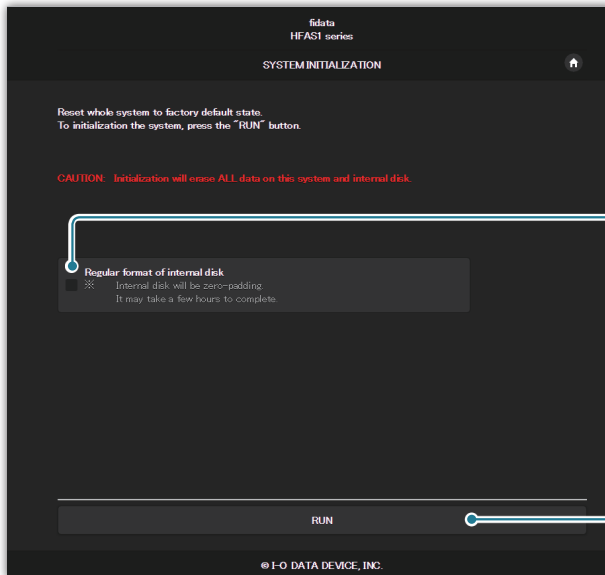 fidata
HFAS1 series
SYSTEM INITIALIZATION
Reset whole system to factory default state.
To initialization the system, press the "RUN" button.
CAUTION: Initialization will erase ALL data on this system and internal disk.
Regular format of internal disk
※ Internal disk will be zero-padding.
It may take a few hours to complete
RUN
© I-O DATA DEVICE, INC.